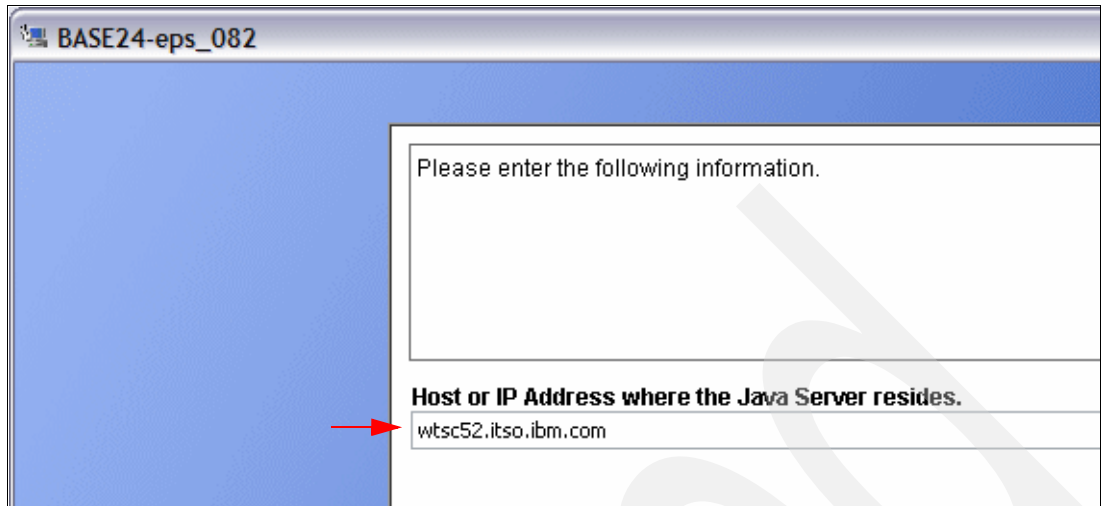 BASE24-eps_082
Please enter the following information.
Host or IP Address where the Java Server resides.
wtsc52.itso.ibm.com